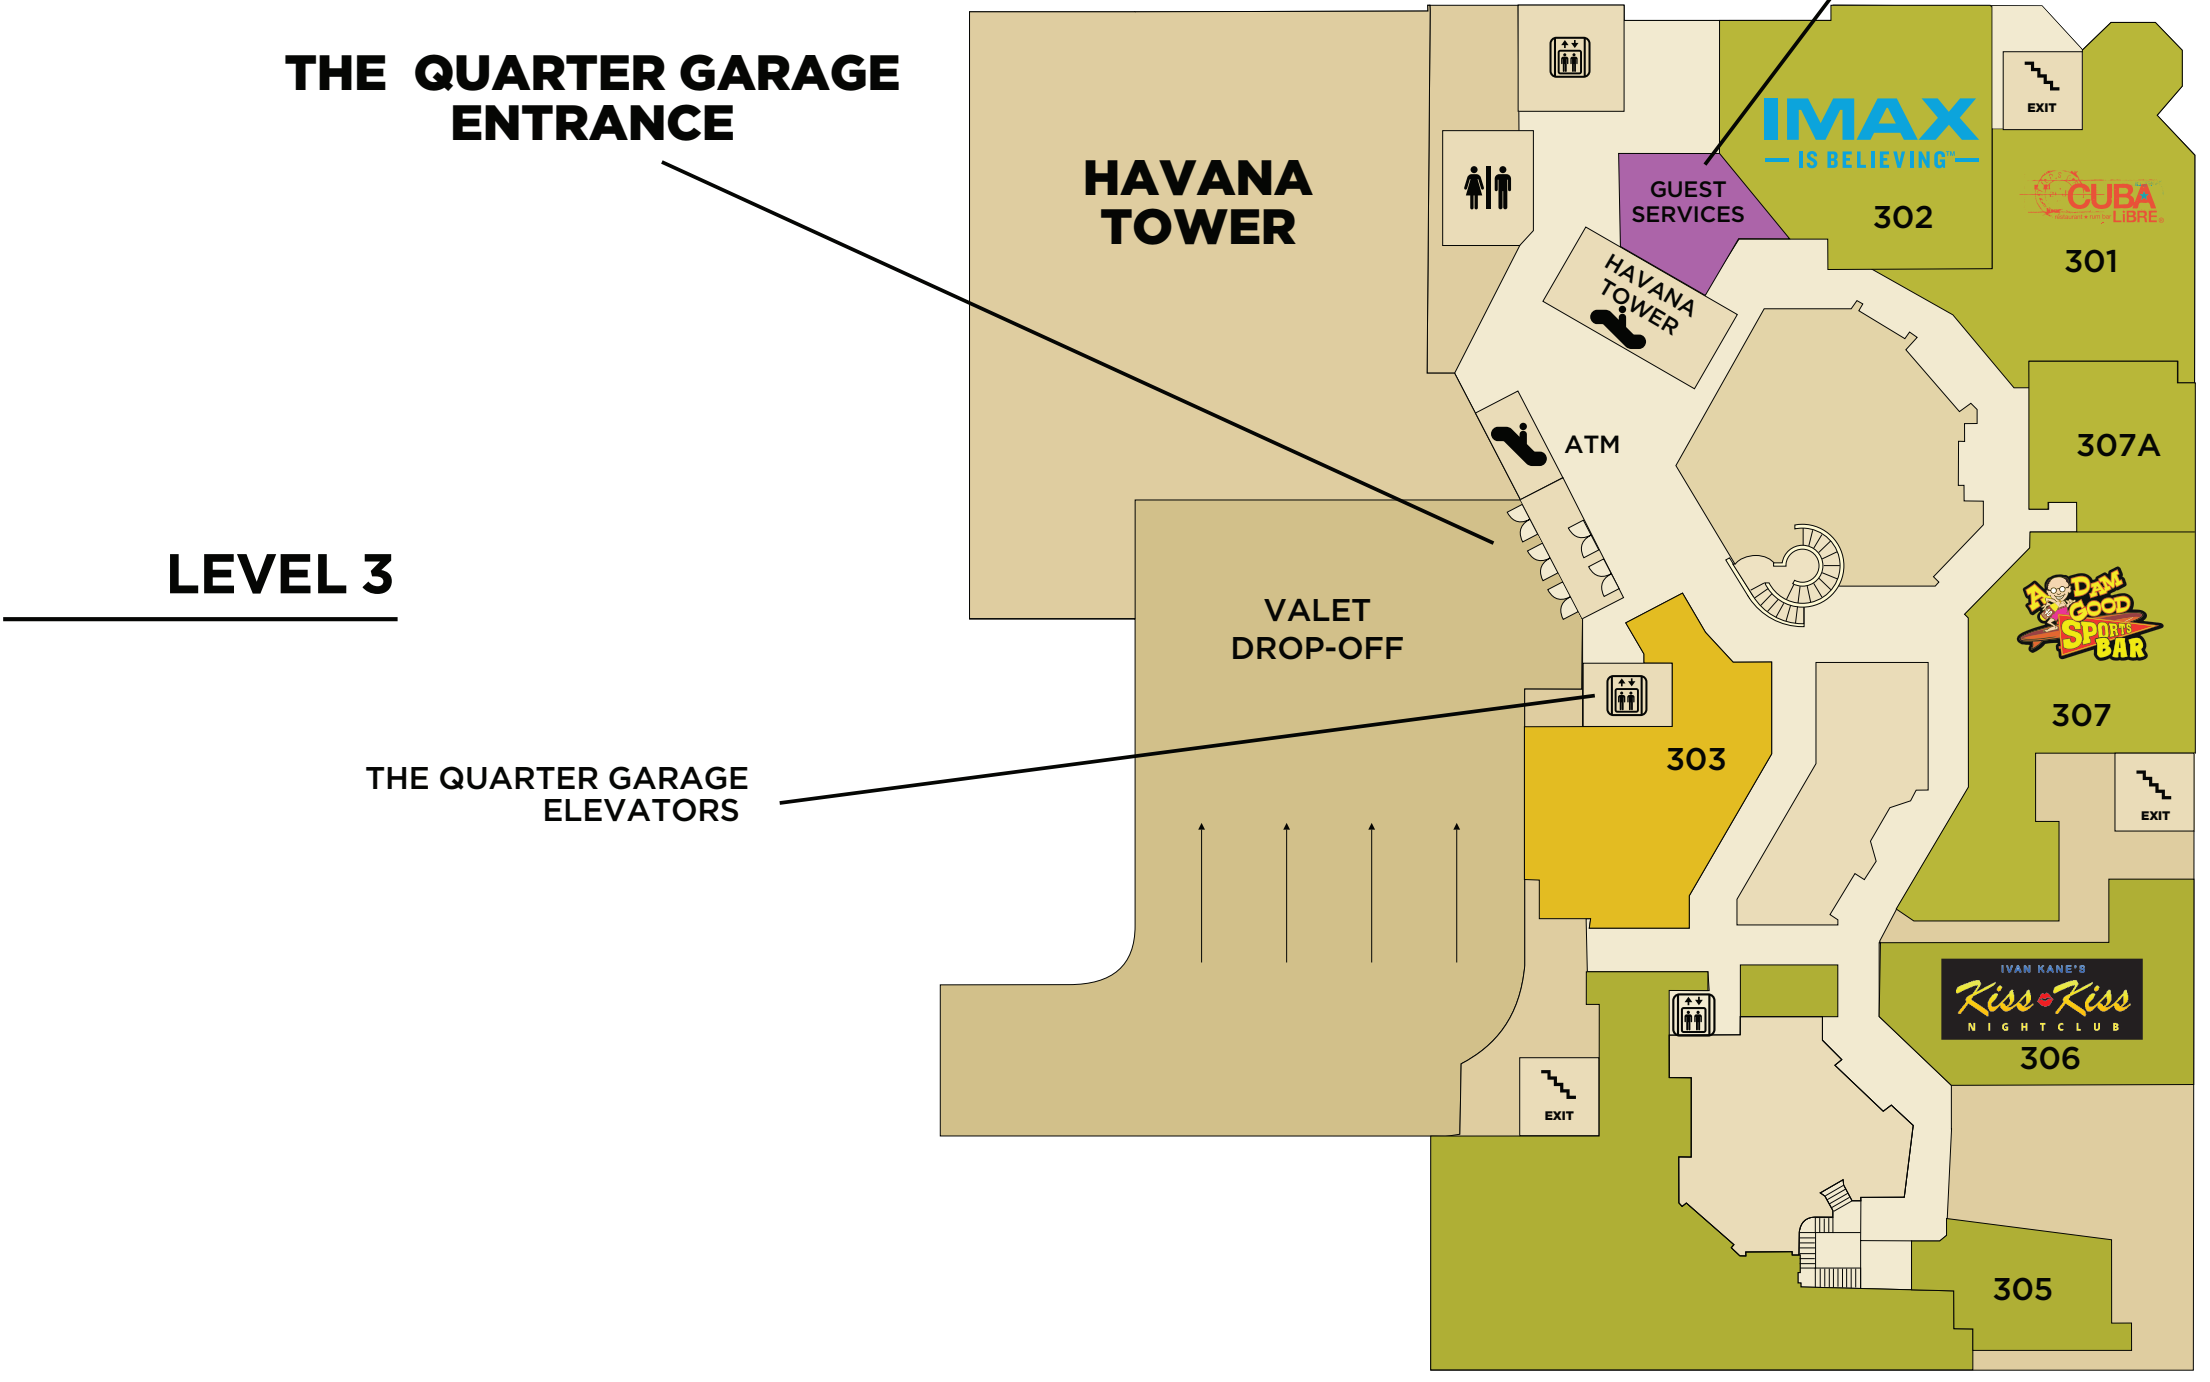 THE QUARTER GARAGE
ENTRANCE
HAVANA
TOWER
GUEST
SERVICES
IMAX
IS BELIEVING™
302
EXIT
CUBA
LIBRE
301
HAVANA
TOWER
ATM
307A
LEVEL 3
VALET
DROP-OFF
A DAM
GOOD
SPORTS
BAR
307
THE QUARTER GARAGE
ELEVATORS
303
EXIT
IVAN KANE'S
Kiss Kiss
NIGHTCLUB
306
EXIT
305